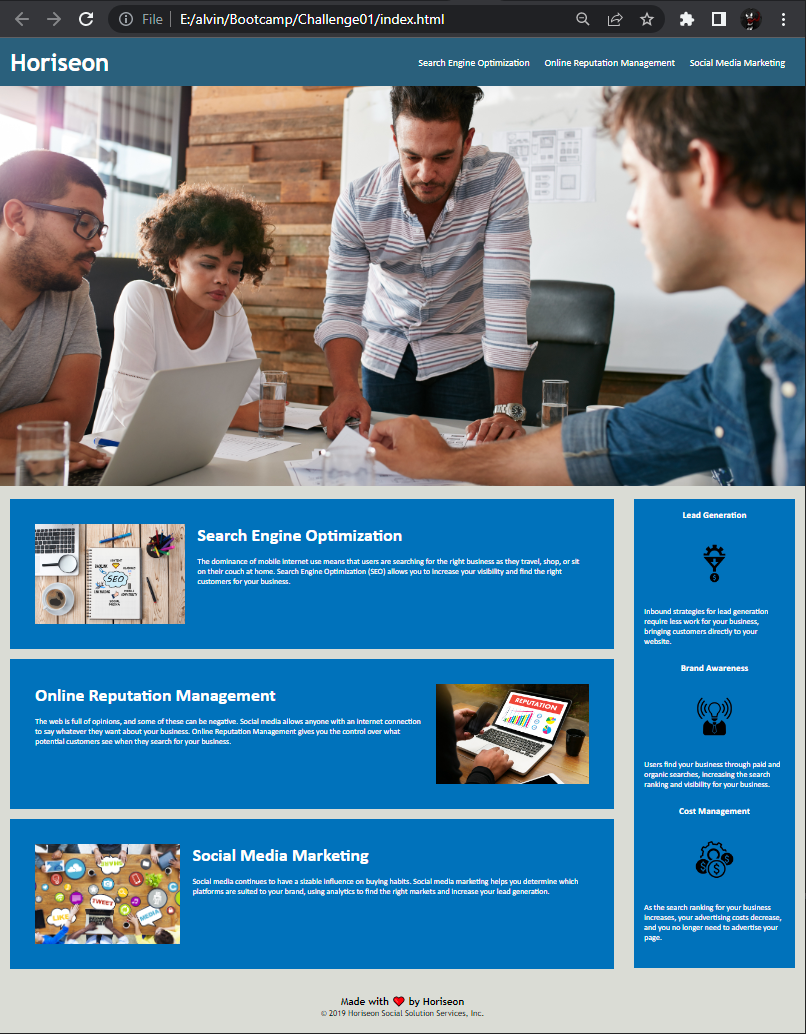 File
E:/alvin/Bootcamp/Challenge01/index.html
Horiseon
Search Engine Optimization
Online Reputation Management
Social Media Marketing
SEO
Search Engine Optimization
The dominance of mobile internet use means that users are searching for the right business as they travel, shop, or sit
on their couch at home. Search Engine Optimization (SEO) allows you to increase your visibility and find the right
customers for your business.
Online Reputation Management
The web is full of opinions, and some of these can be negative. Social media allows anyone with an internet connection
to say whatever they want about your business. Online Reputation Management gives you the control over what
potential customers see when they search for your business.
REPUTATION
TWEET
LIKE
MEDIA
Social Media Marketing
Social media continues to have a sizable influence on buying habits. Social media marketing helps you determine which
platforms are suited to your brand, using analytics to find the right markets and increase your lead generation.
Lead Generation
$
Inbound strategies for lead generation
require less work for your business,
bringing customers directly to your
website.
Brand Awareness
Users find your business through paid and
organic searches, increasing the search
ranking and visibility for your business.
Cost Management
$ $ $
As the search ranking for your business
increases, your advertising costs decrease,
and you no longer need to advertise your
page.
Made with ❤️ by Horiseon
© 2019 Horiseon Social Solution Services, Inc.